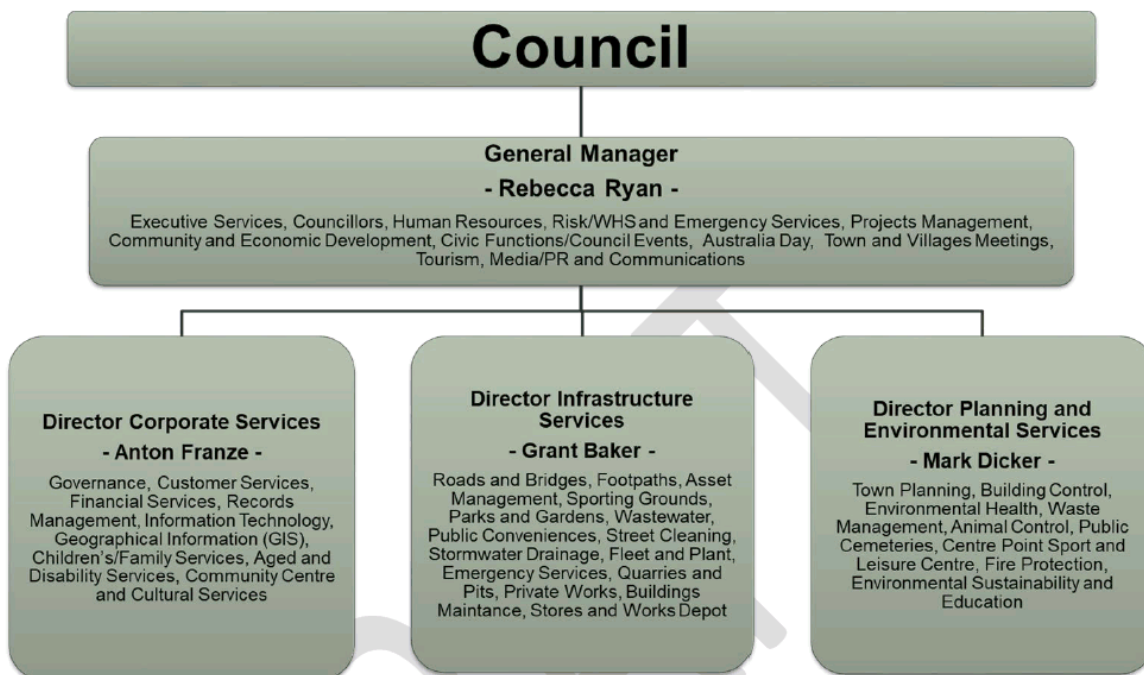 Council
General Manager
- Rebecca Ryan -
Executive Services, Councillors, Human Resources, Risk/WHS and Emergency Services, Projects Management,
Community and Economic Development, Civic Functions/Council Events, Australia Day, Town and Villages Meetings,
Tourism, Media/PR and Communications
Director Corporate Services
- Anton Franze -
Governance, Customer Services,
Financial Services, Records
Management, Information Technology,
Geographical Information (GIS),
Children's/Family Services, Aged and
Disability Services, Community Centre
and Cultural Services
Director Infrastructure
Services
- Grant Baker -
Roads and Bridges, Footpaths, Asset
Management, Sporting Grounds,
Parks and Gardens, Wastewater,
Public Conveniences, Street Cleaning,
Stormwater Drainage, Fleet and Plant,
Emergency Services, Quarries and
Pits, Private Works, Buildings
Maintance, Stores and Works Depot
Director Planning and
Environmental Services
- Mark Dicker -
Town Planning, Building Control,
Environmental Health, Waste
Management, Animal Control, Public
Cemeteries, Centre Point Sport and
Leisure Centre, Fire Protection,
Environmental Sustainability and
Education